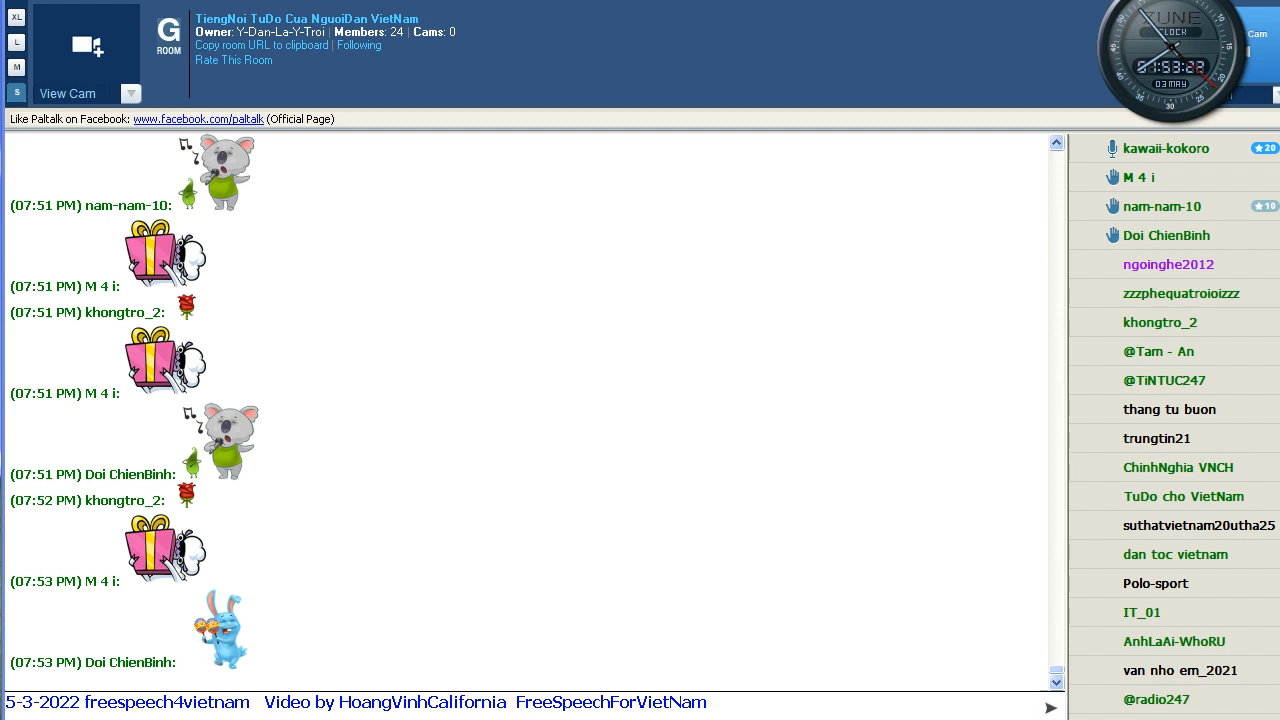 XL
L
M
S
View Cam
G
ROOM
TiengNoi TuDo Cua NguoiDan VietNam
Owner: Y-Dan-La-Y-Troi | Members: 24 | Cams: 0
Copy room URL to clipboard | Following
Rate This Room
ZUNE
CLOCK
03 MAY
Cam
Like Paltalk on Facebook: www.facebook.com/paltalk (Official Page)
(07:51 PM) nam-nam-10:
(07:51 PM) M 4 i:
(07:51 PM) khongtro_2:
(07:51 PM) M 4 i:
(07:51 PM) Doi ChienBinh:
(07:52 PM) khongtro_2:
(07:53 PM) M 4 i:
(07:53 PM) Doi ChienBinh:
kawaii-kokoro 20
M 4 i
nam-nam-10 10
Doi ChienBinh
ngoinghe2012
zzzphequatroioizzz
khongtro_2
@Tam - An
@TiNTUC247
thang tu buon
trungtin21
ChinhNghia VNCH
TuDo cho VietNam
suthatvietnam20utha25
dan toc vietnam
Polo-sport
IT_01
AnhLaAi-WhoRU
van nho em_2021
@radio247
5-3-2022 freespeech4vietnam Video by HoangVinhCalifornia FreeSpeechForVietNam